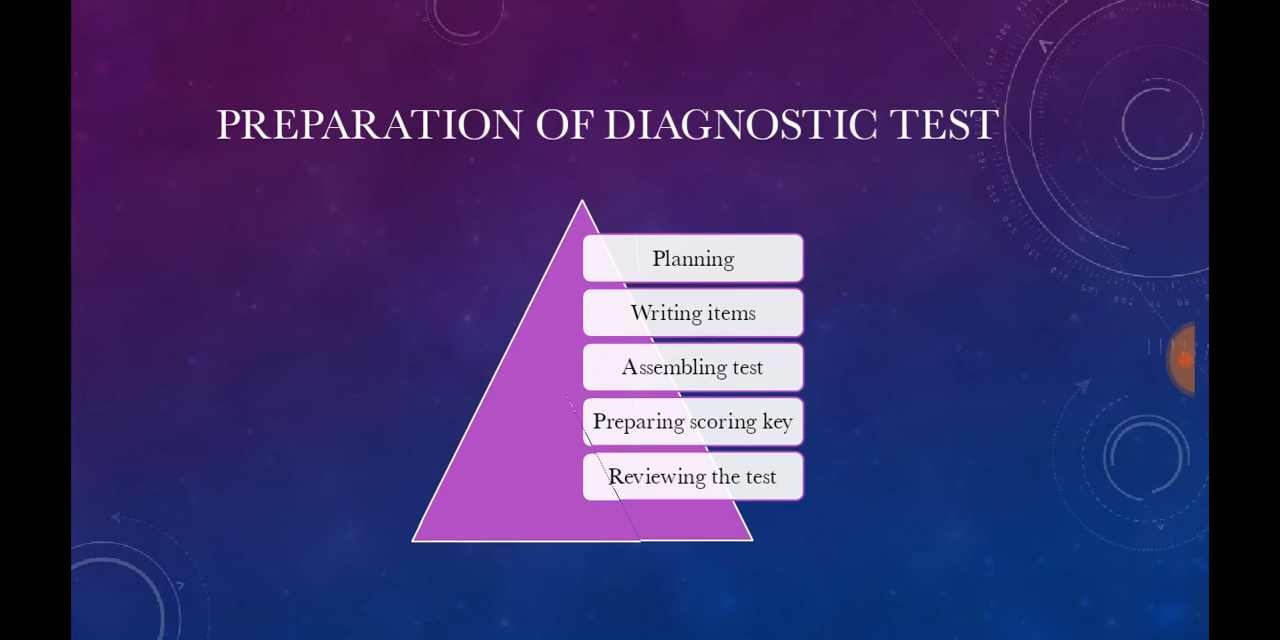 PREPARATION OF DIAGNOSTIC TEST
Planning
Writing items
Assembling test
Preparing scoring key
Reviewing the test